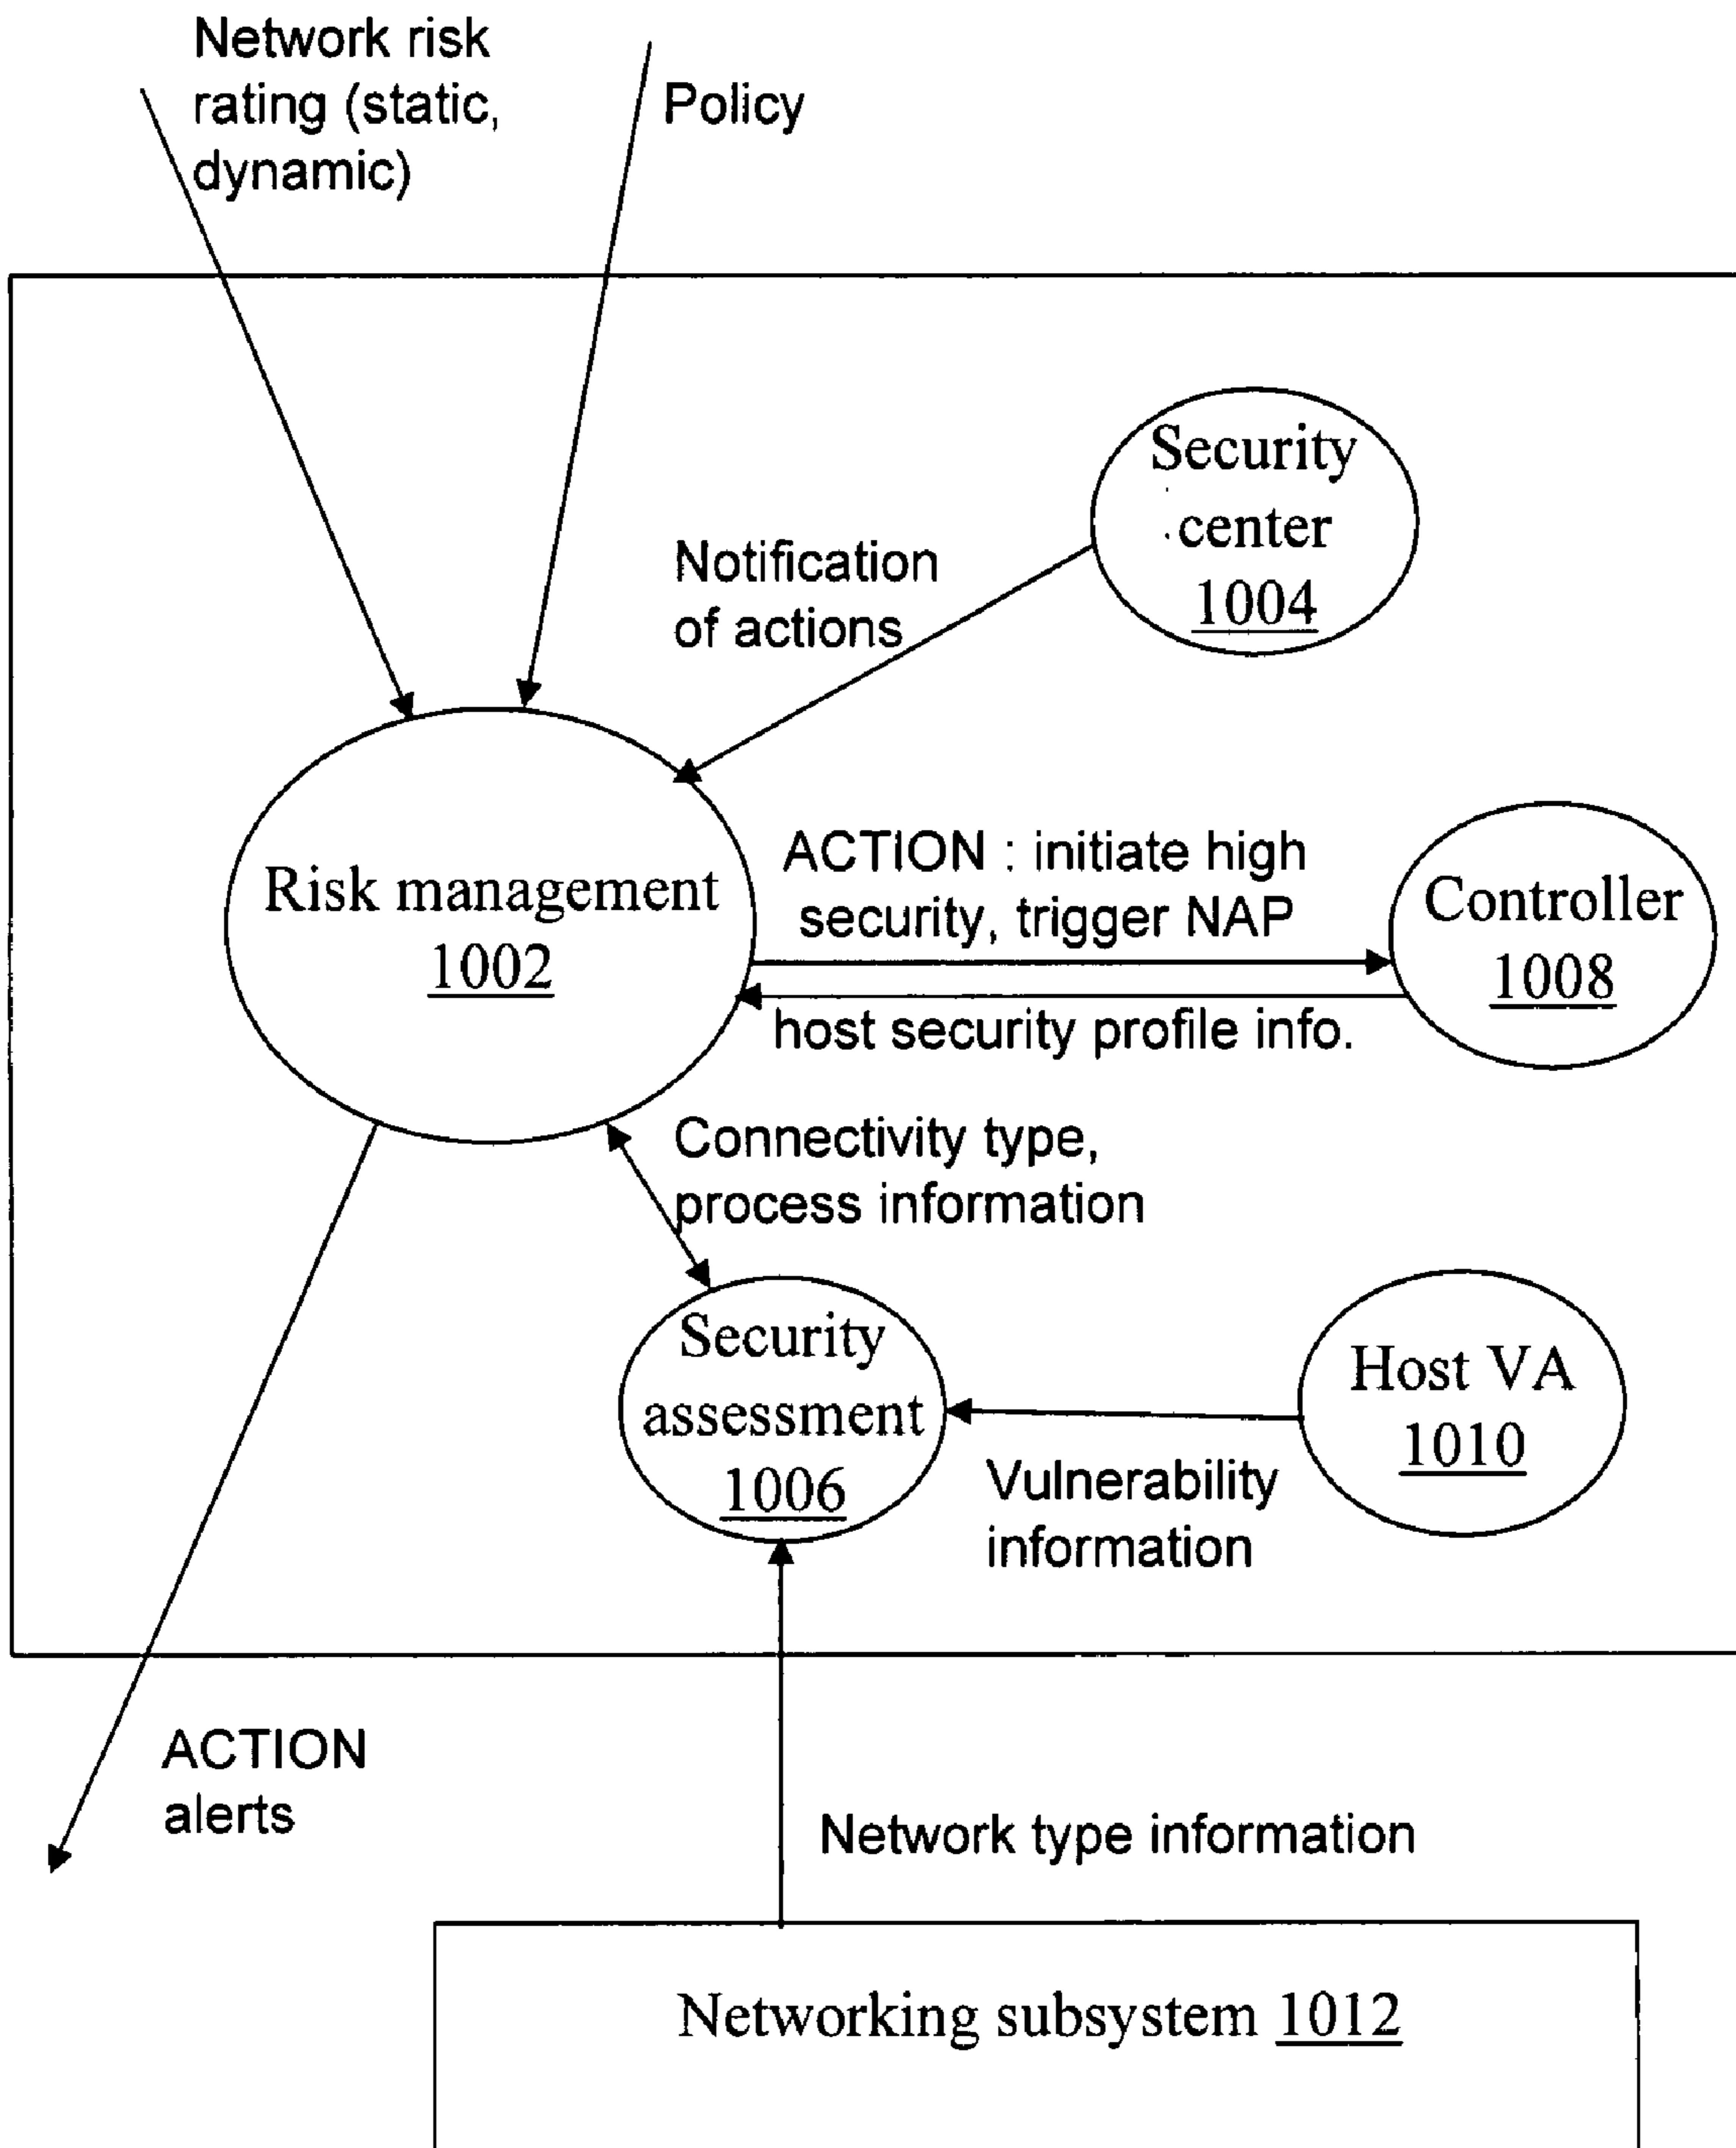 Network risk
rating (static,
dynamic)
Policy
Security
center
1004
Notification
of actions
Risk management
1002
ACTION : initiate high
security, trigger NAP
Controller
1008
host security profile info.
Connectivity type,
process information
Security
assessment
1006
Host VA
1010
Vulnerability
information
ACTION
alerts
Network type information
Networking subsystem 1012